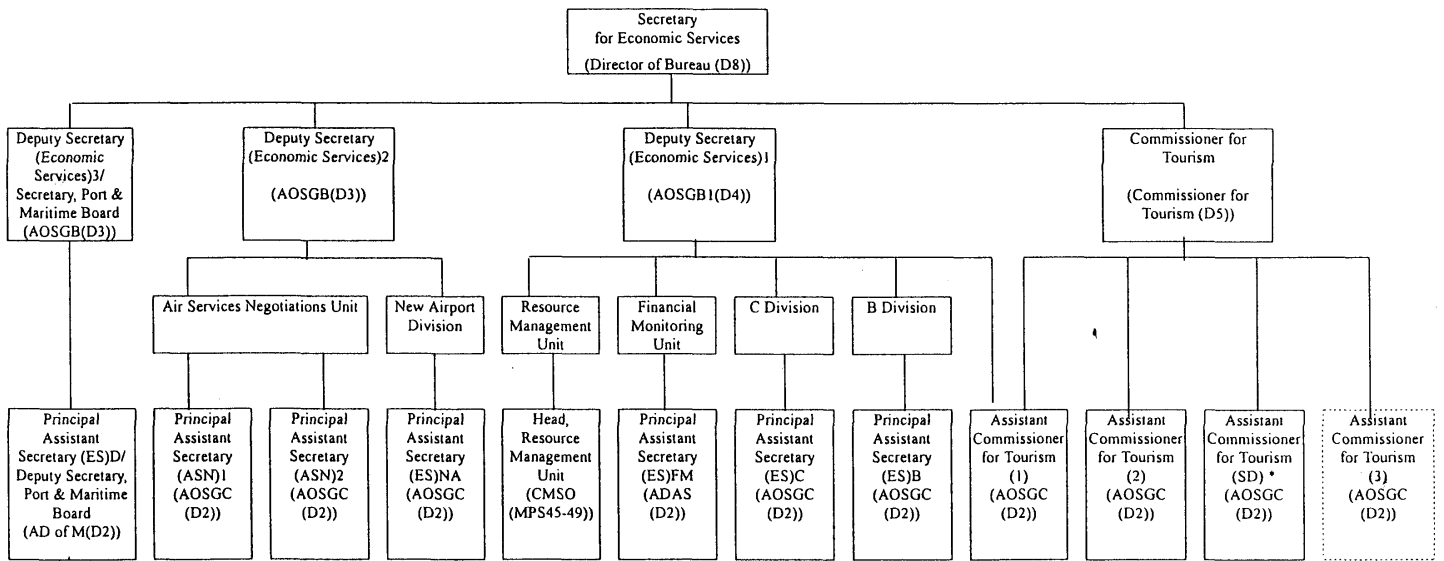 Secretary
for Economic Services
(Director of Bureau (D8))
Deputy Secretary
(Economic
Services)3/
Secretary, Port &
Maritime Board
(AOSGB(D3))
Deputy Secretary
(Economic Services)2
(AOSGB(D3))
Deputy Secretary
(Economic Services)1
(AOSGB1(D4))
Commissioner for
Tourism
(Commissioner for
Tourism (D5))
Air Services Negotiations Unit
New Airport
Division
Resource
Management
Unit
Financial
Monitoring
Unit
C Division
B Division
Principal
Assistant
Secretary (ES)D/
Deputy Secretary,
Port & Maritime
Board
(AD of M(D2))
Principal
Assistant
Secretary
(ASN)1
(AOSGC
(D2))
Principal
Assistant
Secretary
(ASN)2
(AOSGC
(D2))
Principal
Assistant
Secretary
(ES)NA
(AOSGC
(D2))
Head,
Resource
Management
Unit
(CMSO
(MPS45-49))
Principal
Assistant
Secretary
(ES)FM
(ADAS
(D2))
Principal
Assistant
Secretary
(ES)C
(AOSGC
(D2))
Principal
Assistant
Secretary
(ES)B
(AOSGC
(D2))
Assistant
Commissioner
for Tourism
(1)
(AOSGC
(D2))
Assistant
Commissioner
for Tourism
(2)
(AOSGC
(D2))
Assistant
Commissioner
for Tourism
(SD) *
(AOSGC
(D2))
Assistant
Commissioner
for Tourism
(3)
(AOSGC
(D2))